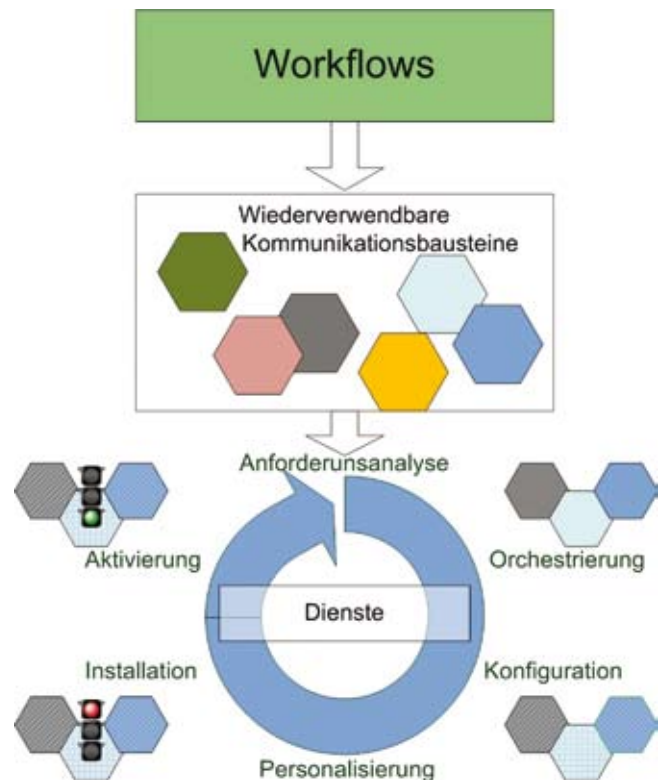 Workflows
Wiederverwendbare
Kommunikationsbausteine
Anforderunsanalyse
Aktivierung
Orchestrierung
Dienste
Installation
Konfiguration
Personalisierung